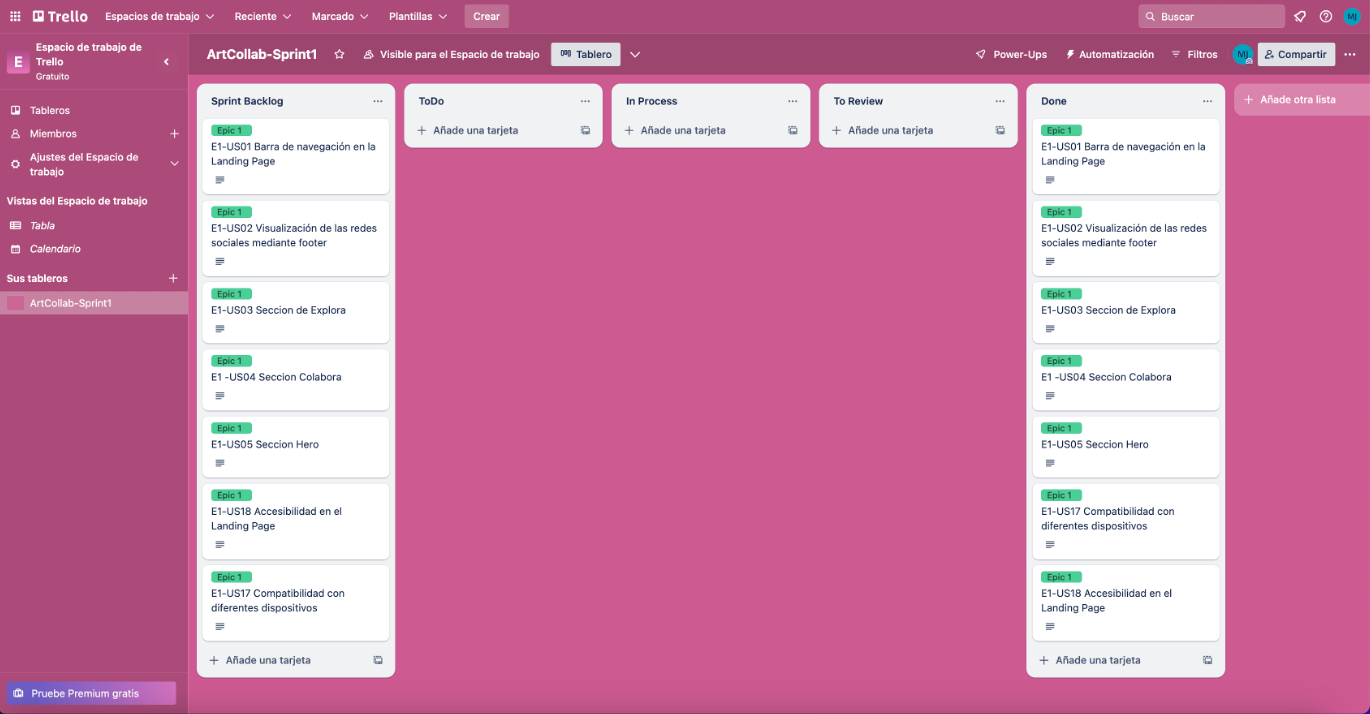 Trello
Espacios de trabajo
Reciente
Marcado
Plantillas
Crear
Buscar
MJ
E
Espacio de trabajo de
Trello
Gratuito
Tableros
Miembros
Ajustes del Espacio de
trabajo
Vistas del Espacio de trabajo
Tabla
Calendario
Sus tableros
ArtCollab-Sprint1
Pruebe Premium gratis
ArtCollab-Sprint1
Visible para el Espacio de trabajo
Tablero
Power-Ups
Automatización
Filtros
MJ
Compartir
Sprint Backlog
Epic 1
E1-US01 Barra de navegación en la
Landing Page
Epic 1
E1-US02 Visualización de las redes
sociales mediante footer
Epic 1
E1-US03 Seccion de Explora
Epic 1
E1 -US04 Seccion Colabora
Epic 1
E1-US05 Seccion Hero
Epic 1
E1-US18 Accesibilidad en el
Landing Page
Epic 1
E1-US17 Compatibilidad con
diferentes dispositivos
Añade una tarjeta
ToDo
Añade una tarjeta
In Process
Añade una tarjeta
To Review
Añade una tarjeta
Done
Epic 1
E1-US01 Barra de navegación en la
Landing Page
Epic 1
E1-US02 Visualización de las redes
sociales mediante footer
Epic 1
E1-US03 Seccion de Explora
Epic 1
E1 -US04 Seccion Colabora
Epic 1
E1-US05 Seccion Hero
Epic 1
E1-US17 Compatibilidad con
diferentes dispositivos
Epic 1
E1-US18 Accesibilidad en el
Landing Page
Añade una tarjeta
Añade otra lista